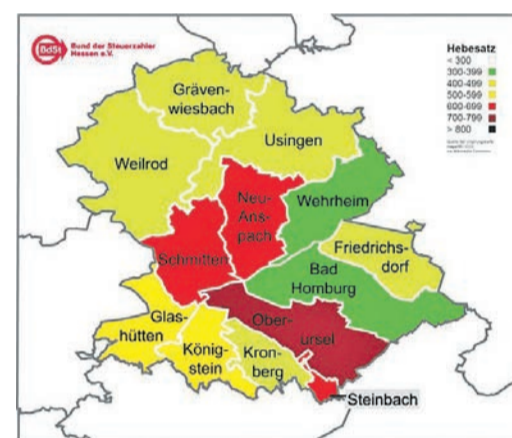 BdSt
Bund der Steuerzahler
Hessen e.V.
Hebesatz
< 300
300-399
400-499
500-599
600-699
700-799
> 800
Gräven-
wiesbach
Usingen
Weilrod
Neu-
Ans-
pach
Wehrheim
Schmitten
Friedrichs-
dorf
Bad
Homburg
Glas-
hütten
Ober-
ursel
König-
stein
Kron-
berg
Steinbach